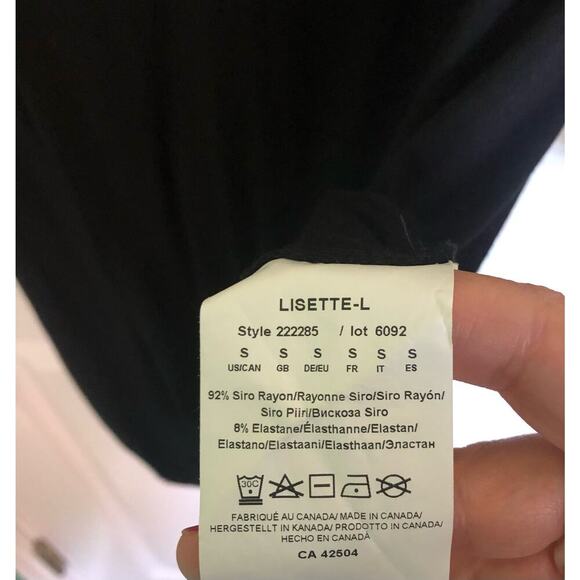 LISETTE-L
Style 222285 / lot 6092
S S S S S S
US/CAN GB DE/EU FR IT ES
92% Siro Rayon/Rayonne Siro/Siro Rayón/
Siro Piiri/Вискоза Siro
8% Elastane/Élasthanne/Elastan/
Elastano/Elastaani/Elasthaan/Эластан
30C
FABRIQUÉ AU CANADA/ MADE IN CANADA/
HERGESTELLT IN KANADA/ PRODOTTO IN CANADA/
HECHO EN CANADÁ
CA 42504